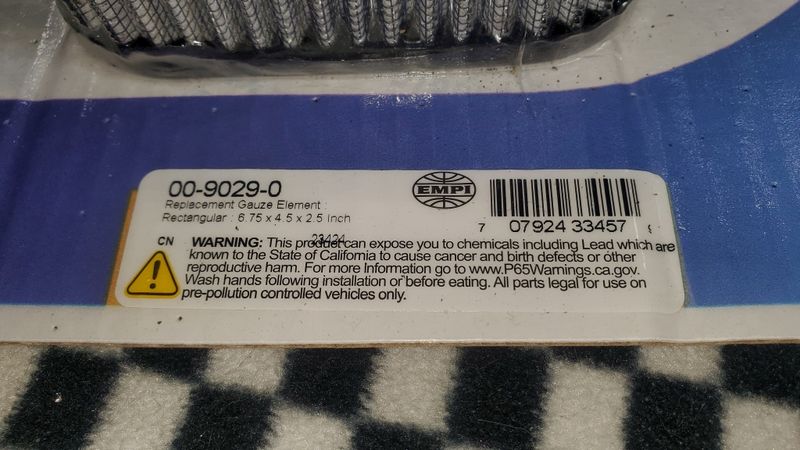 00-9029-0
Replacement Gauze Element :
Rectangular : 6.75 x 4.5 x 2.5 Inch
EMPI
7 07924 33457
CN
23424
WARNING: This product can expose you to chemicals including Lead which are
known to the State of California to cause cancer and birth defects or other
reproductive harm. For more Information go to www.P65Warnings.ca.gov.
Wash hands following installation or before eating. All parts legal for use on
pre-pollution controlled vehicles only.